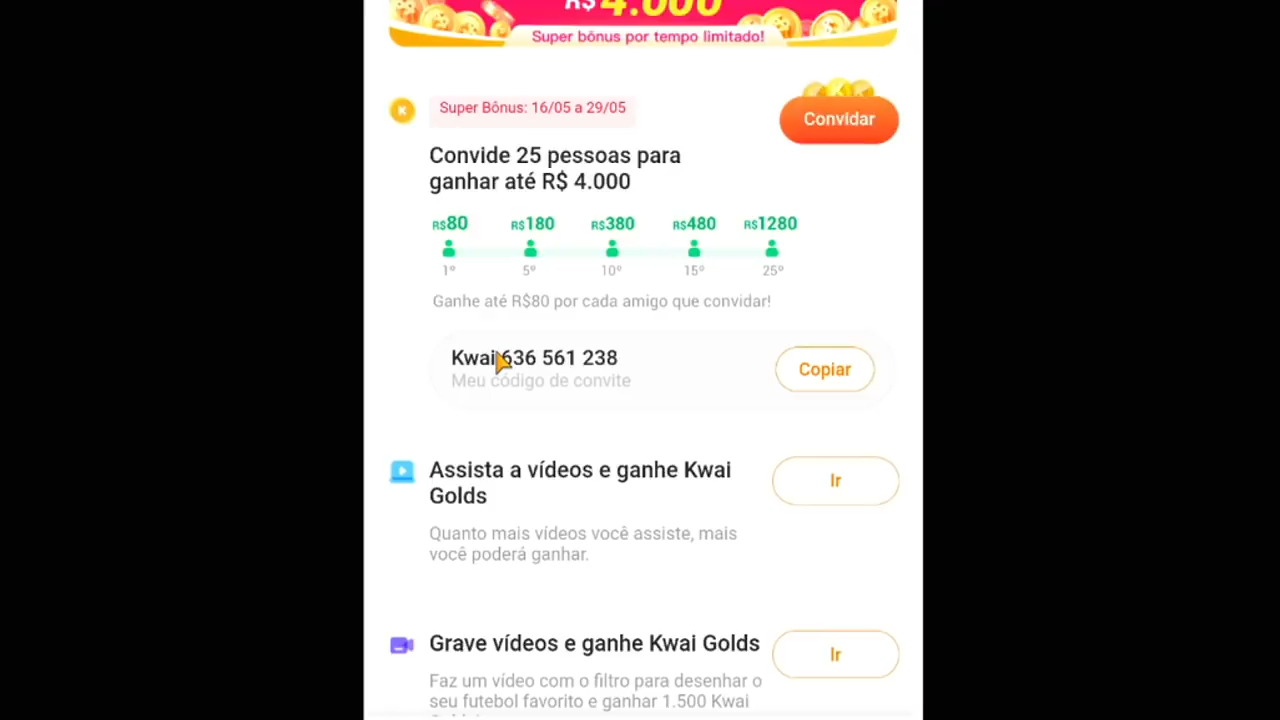 R$ 4.000
Super bônus por tempo limitado!
Super Bônus: 16/05 a 29/05
Convidar
Convide 25 pessoas para
ganhar até R$ 4.000
R$80 R$180 R$380 R$480 R$1280
1º 5º 10º 15º 25º
Ganhe até R$80 por cada amigo que convidar!
Kwai 636 561 238
Meu código de convite
Copiar
Assista a vídeos e ganhe Kwai
Golds
Ir
Quanto mais vídeos você assiste, mais
você poderá ganhar.
Grave vídeos e ganhe Kwai Golds
Ir
Faz um vídeo com o filtro para desenhar o
seu futebol favorito e ganhar 1.500 Kwai